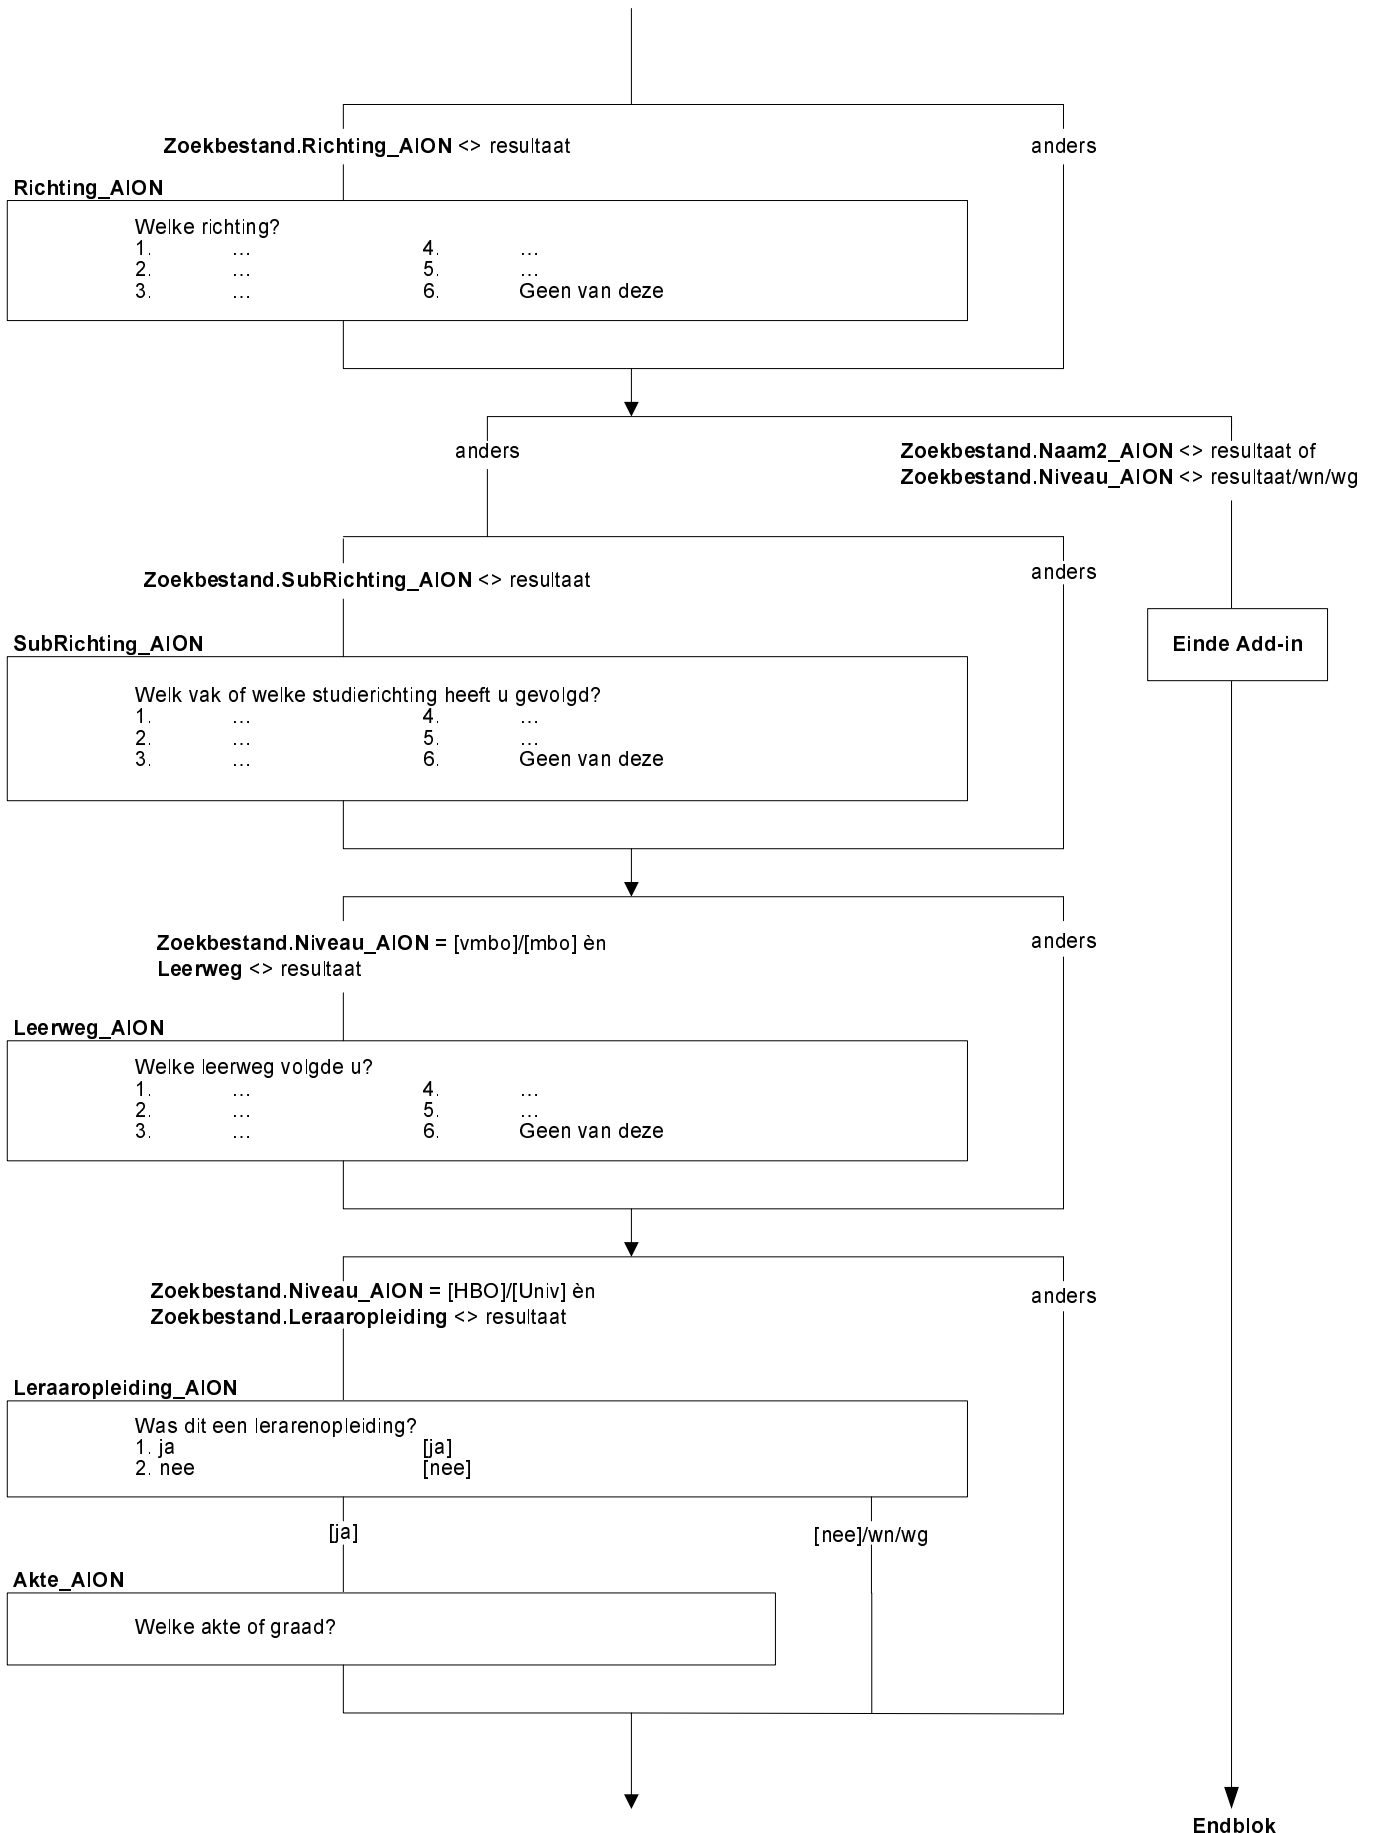 Zoekbestand.Richting_AION <> resultaat anders
Richting_AION
Welke richting?
1. ... 4. ...
2. ... 5. ...
3. ... 6. Geen van deze
anders Zoekbestand.Naam2_AION <> resultaat of
Zoekbestand.Niveau_AION <> resultaat/wn/wg
Zoekbestand.SubRichting_AION <> resultaat anders
SubRichting_AION Einde Add-in
Welk vak of welke studierichting heeft u gevolgd?
1. ... 4. ...
2. ... 5. ...
3. ... 6. Geen van deze
Zoekbestand.Niveau_AION = [vmbo]/[mbo] èn anders
Leerweg <> resultaat
Leerweg_AION
Welke leerweg volgde u?
1. ... 4. ...
2. ... 5. ...
3. ... 6. Geen van deze
Zoekbestand.Niveau_AION = [HBO]/[Univ] èn anders
Zoekbestand.Leraaropleiding <> resultaat
Leraaropleiding_AION
Was dit een lerarenopleiding?
1. ja [ja]
2. nee [nee]
[ja] [nee]/wn/wg
Akte_AION
Welke akte of graad?
Endblok